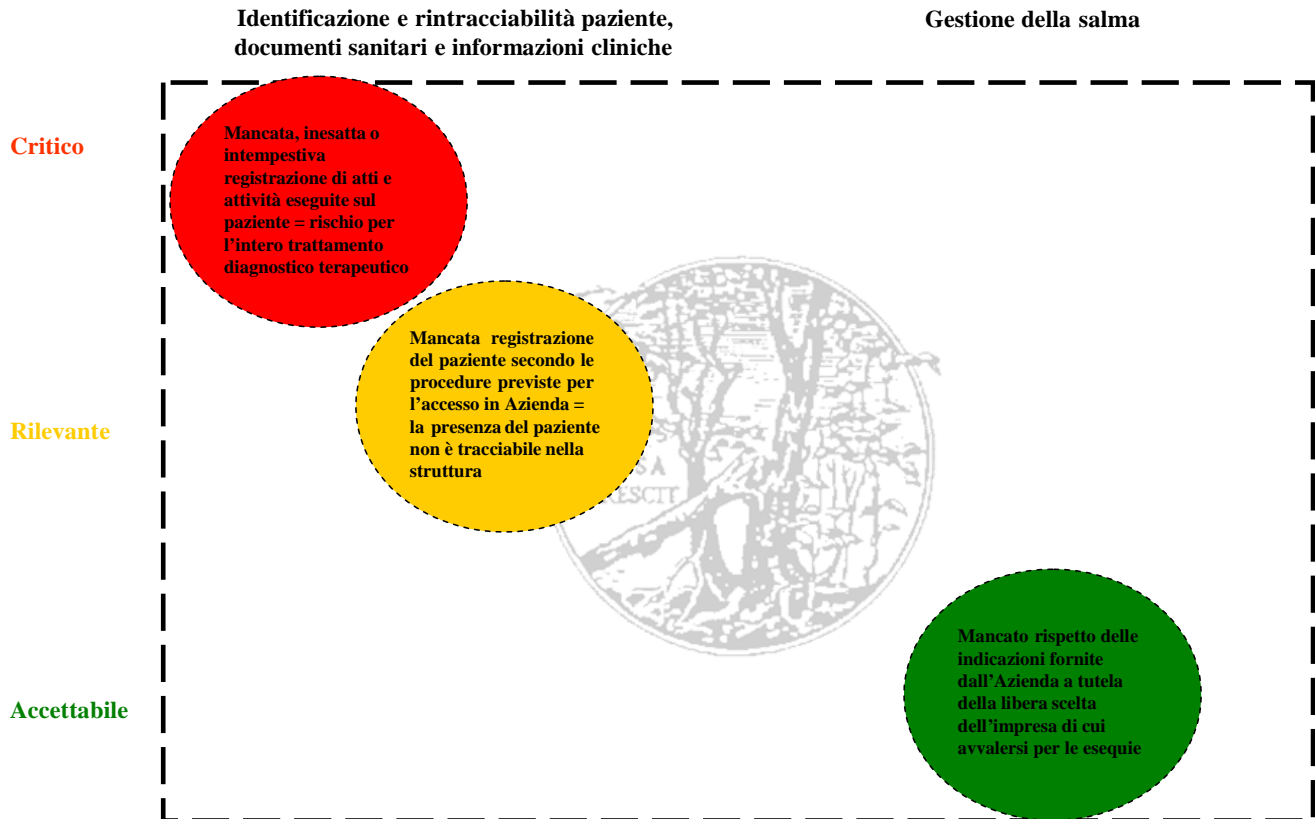 Identificazione e rintracciabilità paziente,
documenti sanitari e informazioni cliniche
Gestione della salma
Critico
Mancata, inesatta o
intempestiva
registrazione di atti e
attività eseguite sul
paziente = rischio per
l'intero trattamento
diagnostico terapeutico
Mancata registrazione
del paziente secondo le
procedure previste per
l'accesso in Azienda =
la presenza del paziente
non è tracciabile nella
struttura
Rilevante
SA
RESCIT
Mancato rispetto delle
indicazioni fornite
dall'Azienda a tutela
della libera scelta
dell'impresa di cui
avvalersi per le esequie
Accettabile